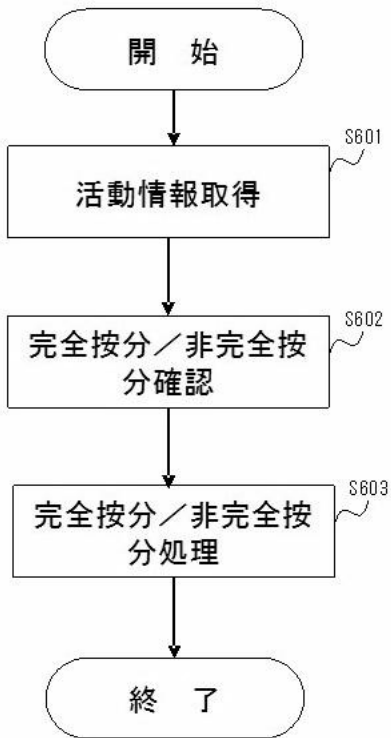 開　始
S601
活動情報取得
S602
完全按分／非完全按
分確認
S603
完全按分／非完全按
分処理
終　了